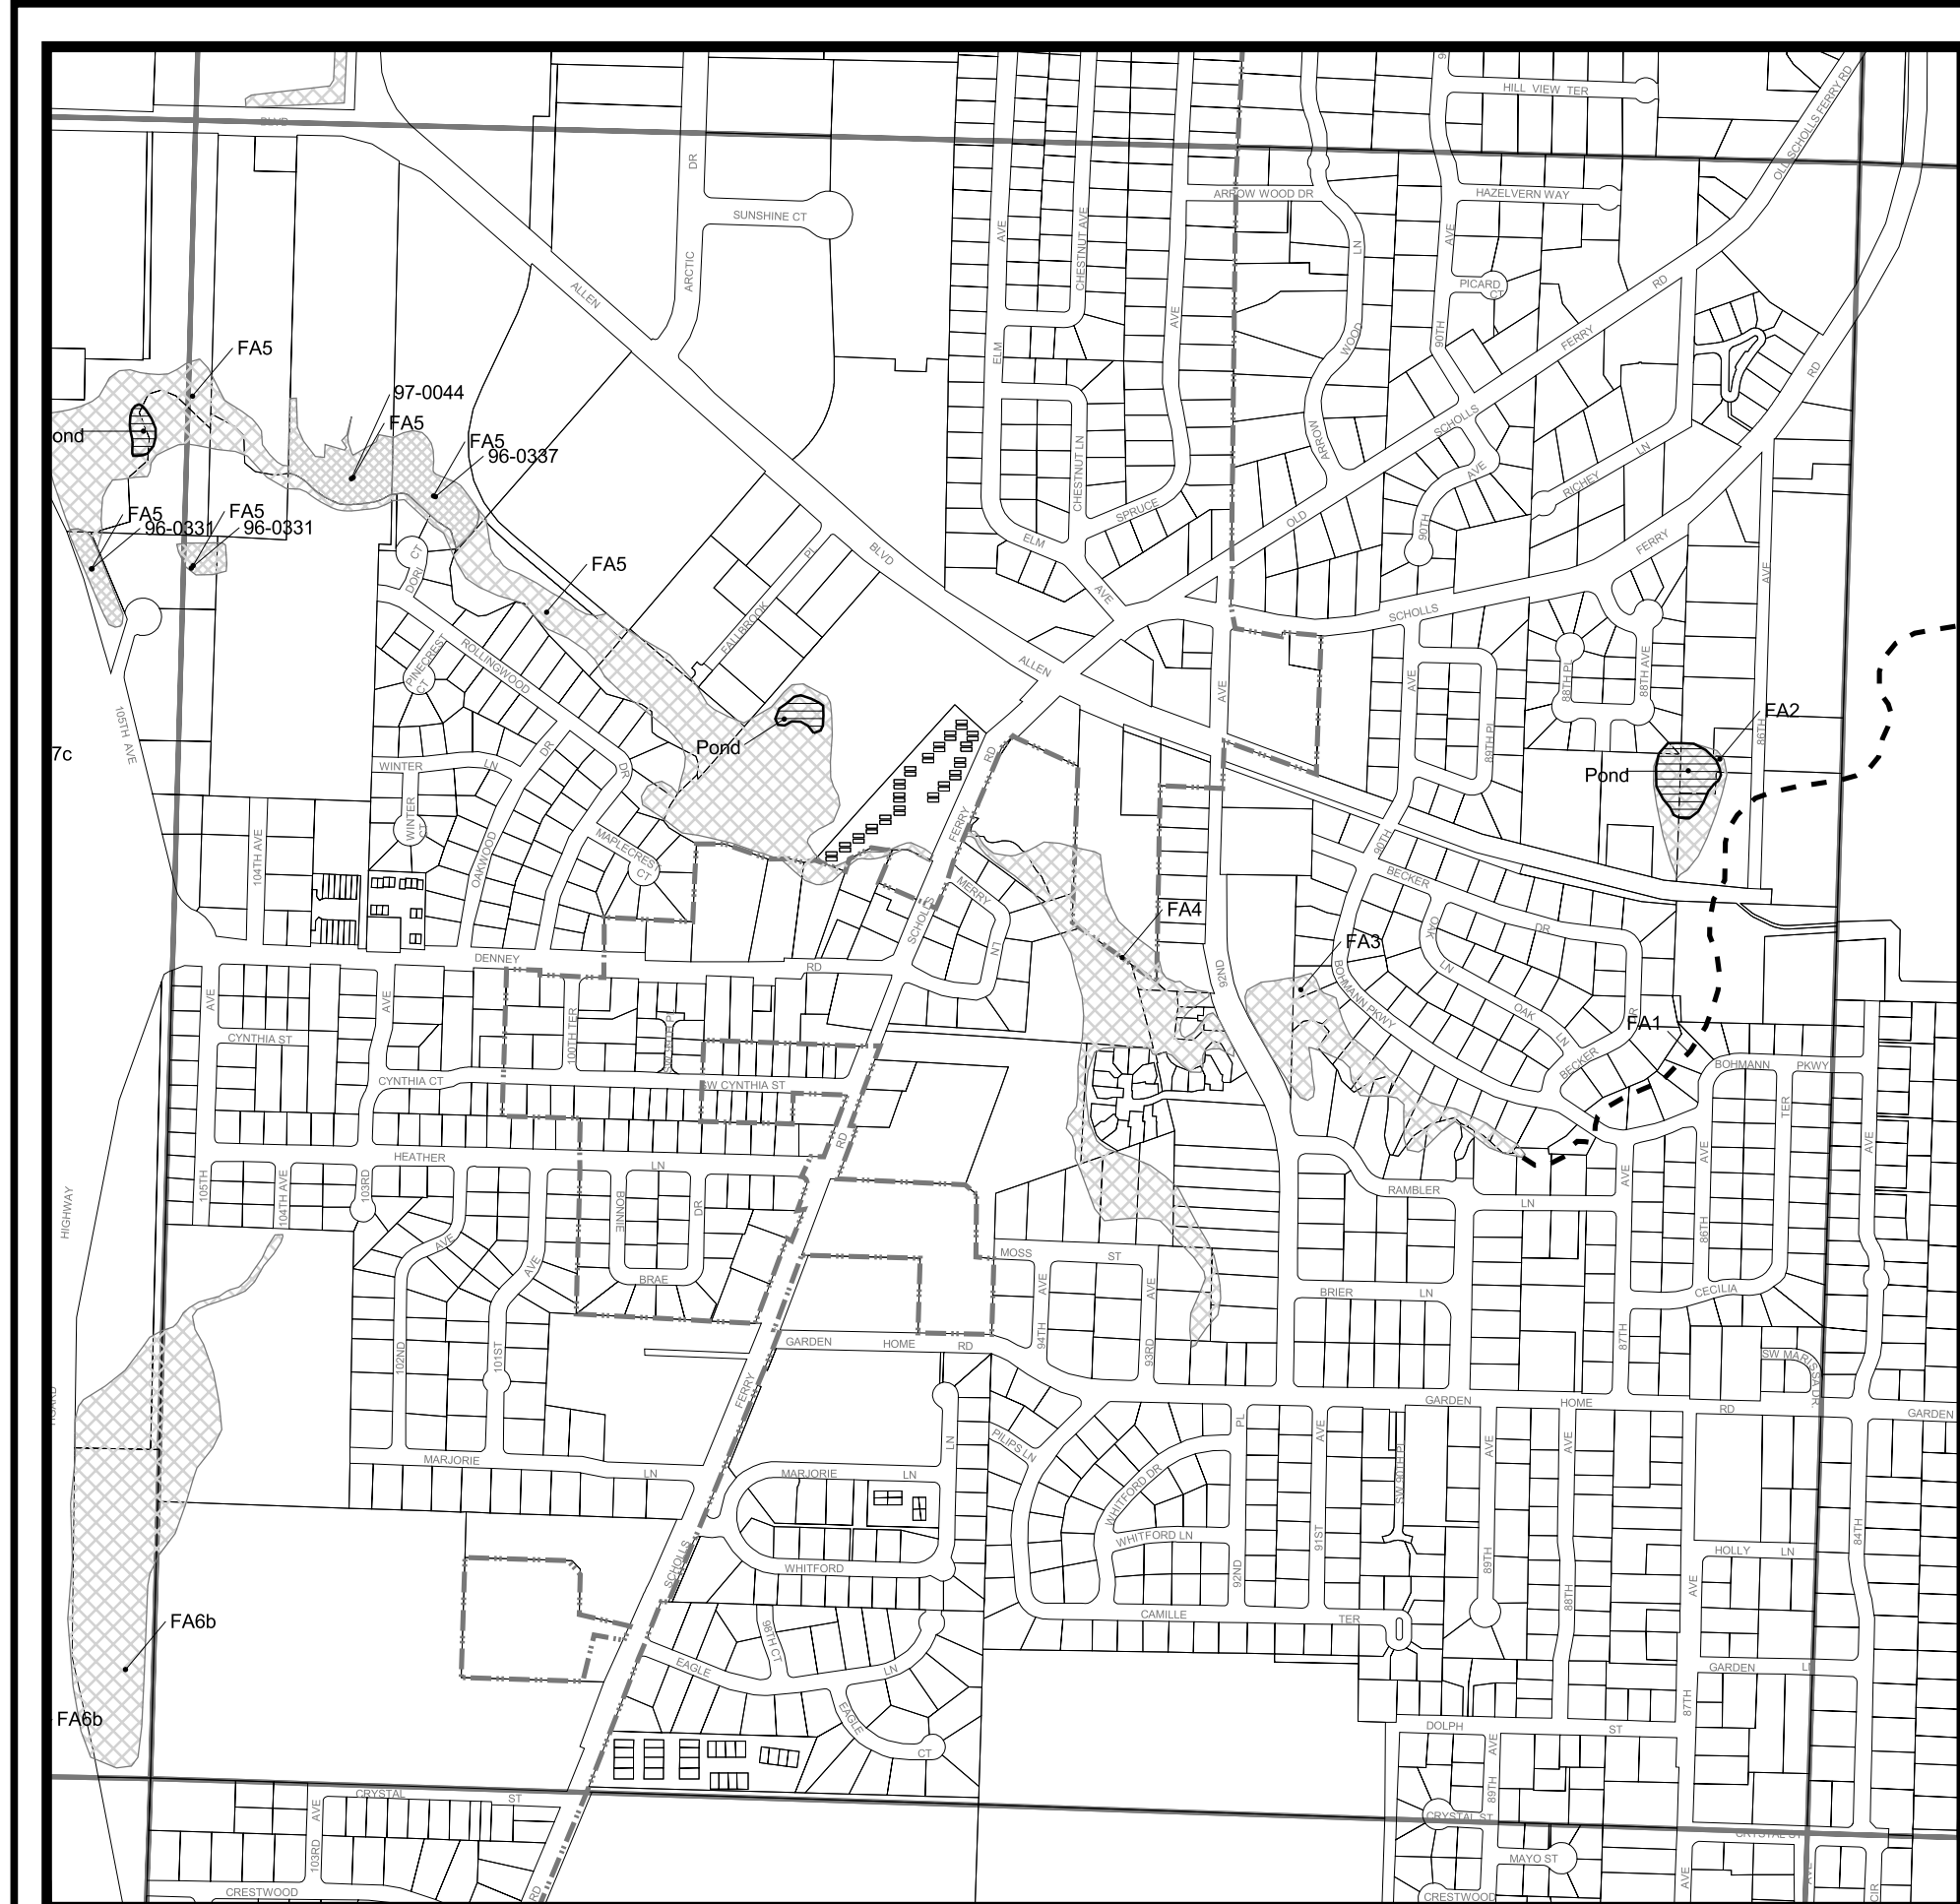 HILL VIEW TER
OLD SCHOLLS FERRY RD
BLVD
DR
SUNSHINE CT
ARCTIC
ALLEN
AVE
CHESTNUT AVE
ARROW WOOD DR
HAZELVERN WAY
AVE
LN
PICARD
CT
RD
FERRY
WOOD
90TH
AVE
ELM
RD
FA5
97-0044
FA5
FA5
96-0337
ond
SCHOLLS
ARROW
AVE
RICHEY
LN
CHESTNUT LN
SPRUCE
OLD
90TH
FERRY
FA5
96-0331
FA5
96-0331
ELM
BLVD
PL
AVE
AVE
FA5
DORI
CT
FALLBROOK
SCHOLLS
ROLLINGWOOD
PINECREST
CT
ALLEN
AVE
AVE
88TH PL
88TH AVE
105TH AVE
89TH PL
FA2
86TH
Pond
7c
DR
RD
WINTER
LN
DR
Pond
WINTER
CT
FERRY
90TH
MAPLECREST
CT
104TH AVE
OAKWOOD
BECKER
MERRY
SCHOLLS
OAK
DR
FA4
FA3
LN
LN
DENNEY
RD
92ND
BOHMANN PKWY
OAK
LN
AVE
AVE
FA1
CYNTHIA ST
100TH TER
BECKER
BOHMANN
PKWY
CYNTHIA CT
SW CYNTHIA ST
TER
RD
AVE
HEATHER
LN
105TH
104TH AVE
103RD
BONNIE
DR
RAMBLER
LN
AVE
AVE
HIGHWAY
86TH
AVE
AVE
MOSS
ST
BRAE
AVE
AVE
BRIER
LN
CECILIA
102ND
101ST
GARDEN
HOME
RD
94TH
93RD
87TH
SW MARISSA DR.
FERRY
GARDEN
HOME
RD
GARDEN
PILIPS LN
LN
PL
AVE
AVE
AVE
MARJORIE
LN
MARJORIE
LN
WHITFORD DR
SW 90TH PL
WHITFORD LN
91ST
84TH
SCHOLLS
WHITFORD
HOLLY
LN
92ND
89TH
88TH
AVE
CAMILLE
TER
FA6b
98TH CT
EAGLE
LN
GARDEN
87TH
FA6b
EAGLE
DOLPH
ST
AVE
CT
CRYSTAL
ST
89TH
AVE
CRYSTAL ST
CRYSTAL ST
103RD
MAYO ST
CRESTWOOD
RD
CRESTWOOD
AVE
AVE
CIR